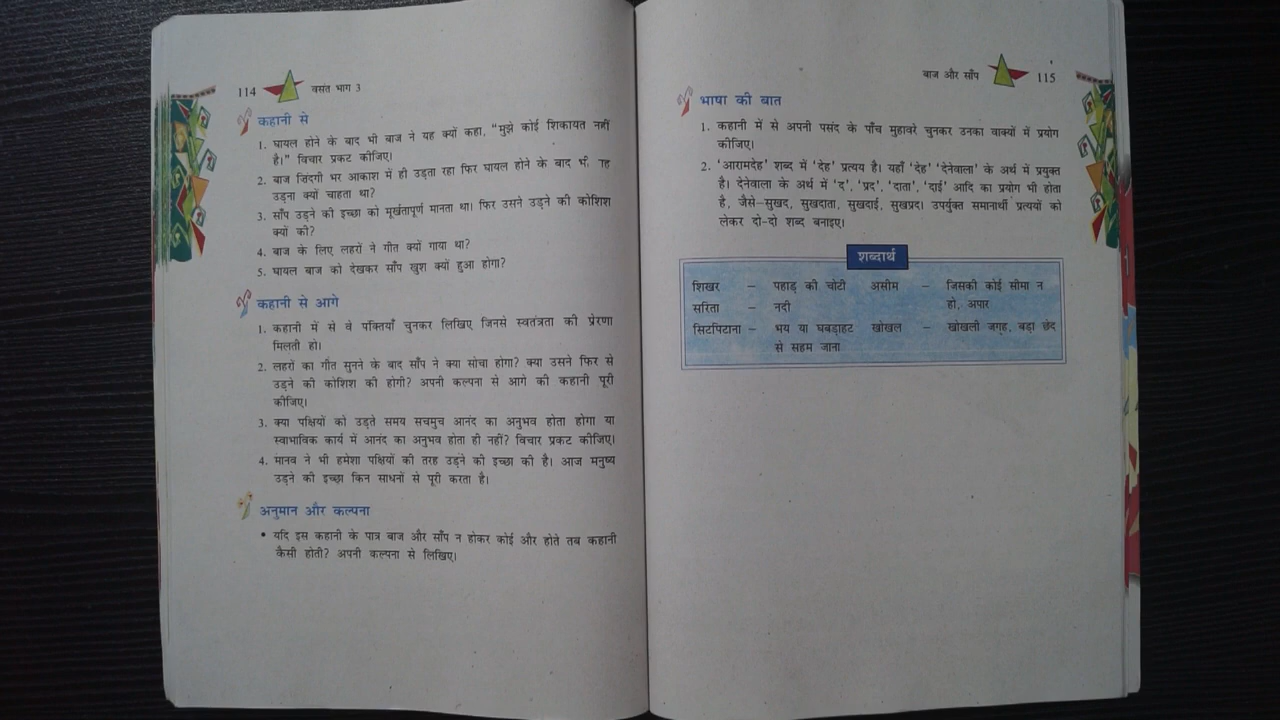 114 वसंत भाग 3
कहानी से
1. घायल होने के बाद भी बाज ने यह क्यों कहा, "मुझे कोई शिकायत नहीं
है।" विचार प्रकट कीजिए।
2. बाज ज़िंदगी भर आकाश में ही उड़ता रहा फिर घायल होने के बाद भी वह
उड़ना क्यों चाहता था?
3. साँप उड़ने की इच्छा को मूर्खतापूर्ण मानता था। फिर उसने उड़ने की कोशिश
क्यों की?
4. बाज के लिए लहरों ने गीत क्यों गाया था?
5. घायल बाज को देखकर साँप खुश क्यों हुआ होगा?
कहानी से आगे
1. कहानी में से वे पंक्तियाँ चुनकर लिखिए जिनसे स्वतंत्रता की प्रेरणा
मिलती हो।
2. लहरों का गीत सुनने के बाद साँप ने क्या सोचा होगा? क्या उसने फिर से
उड़ने की कोशिश की होगी? अपनी कल्पना से आगे की कहानी पूरी
कीजिए।
3. क्या पक्षियों को उड़ते समय सचमुच आनंद का अनुभव होता होगा या
स्वाभाविक कार्य में आनंद का अनुभव होता ही नहीं? विचार प्रकट कीजिए।
4. मानव ने भी हमेशा पक्षियों की तरह उड़ने की इच्छा की है। आज मनुष्य
उड़ने की इच्छा किन साधनों से पूरी करता है।
अनुमान और कल्पना
• यदि इस कहानी के पात्र बाज और साँप न होकर कोई और होते तब कहानी
कैसी होती? अपनी कल्पना से लिखिए।
बाज और साँप 115
भाषा की बात
1. कहानी में से अपनी पसंद के पाँच मुहावरे चुनकर उनका वाक्यों में प्रयोग
कीजिए।
2. 'आरामदेह' शब्द में 'देह' प्रत्यय है। यहाँ 'देह' 'देनेवाला' के अर्थ में प्रयुक्त
है। देनेवाला के अर्थ में 'द', 'प्रद', 'दाता', 'दाई' आदि का प्रयोग भी होता
है, जैसे–सुखद, सुखदाता, सुखदाई, सुखप्रद। उपर्युक्त समानार्थी प्रत्ययों को
लेकर दो-दो शब्द बनाइए।
शब्दार्थ
शिखर – पहाड़ की चोटी असीम – जिसकी कोई सीमा न
सरिता – नदी हो, अपार
सिटपिटाना – भय या घबड़ाहट खोखल – खोखली जगह, बड़ा छेद
से सहम जाना